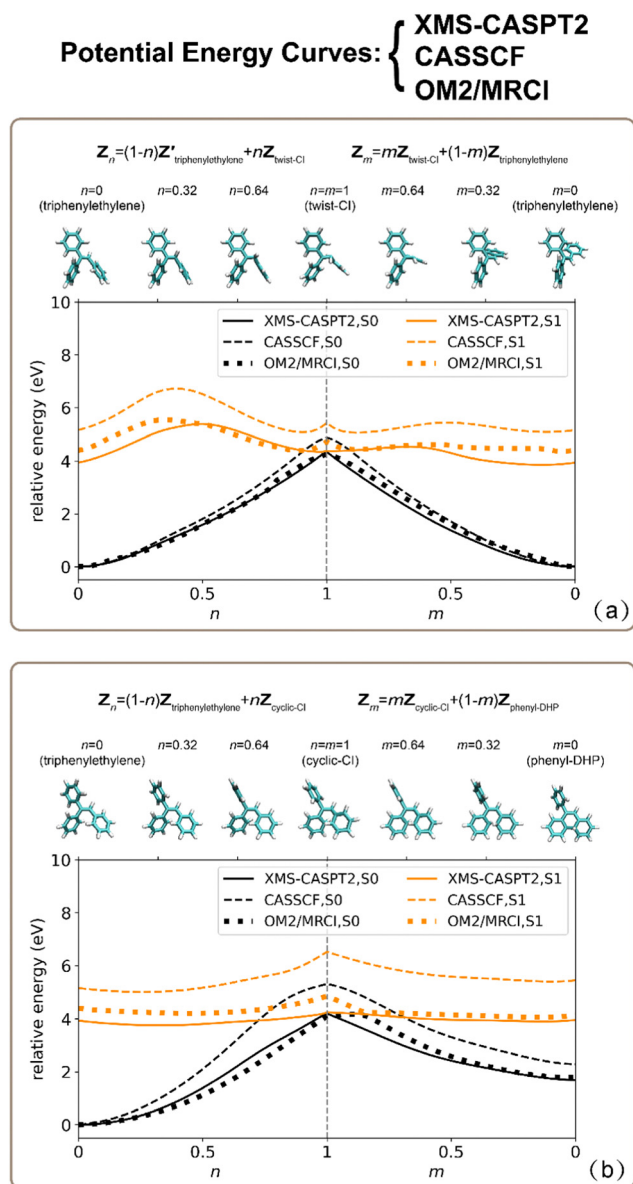 Potential Energy Curves: { XMS-CASPT2
CASSCF
OM2/MRCI
Zn=(1-n)Z'triphenylethylene+nZtwist-CI Zm=mZtwist-CI+(1-m)Ztriphenylethylene
n=0 n=0.32 n=0.64 n=m=1 m=0.64 m=0.32 m=0
(triphenylethylene) (twist-CI) (triphenylethylene)
10
8
6
4
2
0
relative energy (eV)
XMS-CASPT2,S0 XMS-CASPT2,S1
CASSCF,S0 CASSCF,S1
OM2/MRCI,S0 OM2/MRCI,S1
0 0.5 1 0.5 0
n m
(a)
Zn=(1-n)Ztriphenylethylene+nZcyclic-CI Zm=mZcyclic-CI+(1-m)Zphenyl-DHP
n=0 n=0.32 n=0.64 n=m=1 m=0.64 m=0.32 m=0
(triphenylethylene) (cyclic-CI) (phenyl-DHP)
10
8
6
4
2
0
relative energy (eV)
XMS-CASPT2,S0 XMS-CASPT2,S1
CASSCF,S0 CASSCF,S1
OM2/MRCI,S0 OM2/MRCI,S1
0 0.5 1 0.5 0
n m
(b)